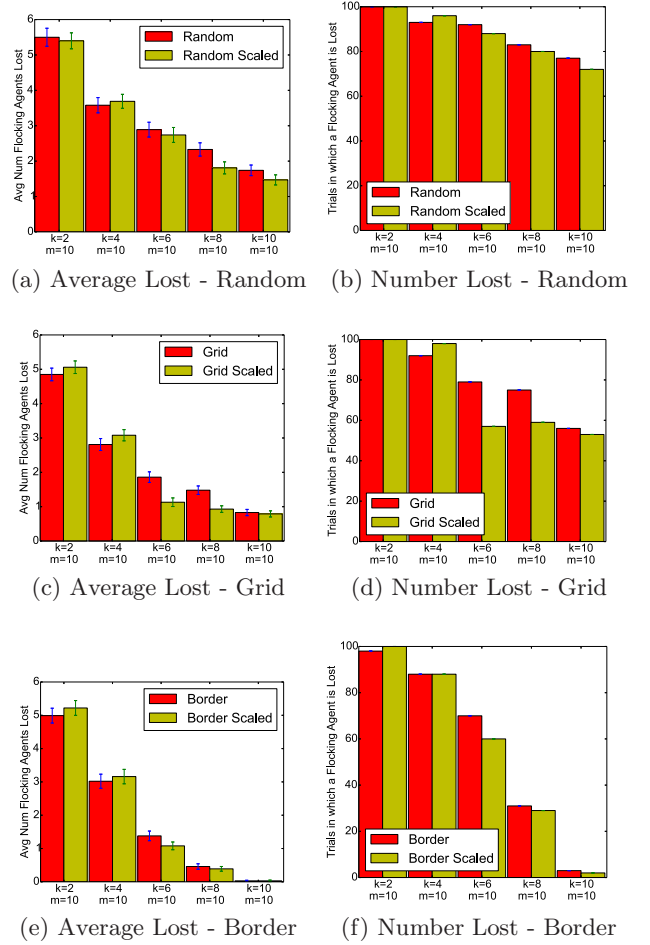 Avg Num Flocking Agents Lost
6
5
4
3
2
1
0
Random
Random Scaled
k=2 k=4 k=6 k=8 k=10
m=10 m=10 m=10 m=10 m=10
(a) Average Lost - Random
Trials in which a Flocking Agent is Lost
100
80
60
40
20
0
Random
Random Scaled
k=2 k=4 k=6 k=8 k=10
m=10 m=10 m=10 m=10 m=10
(b) Number Lost - Random
Avg Num Flocking Agents Lost
6
5
4
3
2
1
0
Grid
Grid Scaled
k=2 k=4 k=6 k=8 k=10
m=10 m=10 m=10 m=10 m=10
(c) Average Lost - Grid
Trials in which a Flocking Agent is Lost
100
80
60
40
20
0
Grid
Grid Scaled
k=2 k=4 k=6 k=8 k=10
m=10 m=10 m=10 m=10 m=10
(d) Number Lost - Grid
Avg Num Flocking Agents Lost
6
5
4
3
2
1
0
Border
Border Scaled
k=2 k=4 k=6 k=8 k=10
m=10 m=10 m=10 m=10 m=10
(e) Average Lost - Border
Trials in which a Flocking Agent is Lost
100
80
60
40
20
0
Border
Border Scaled
k=2 k=4 k=6 k=8 k=10
m=10 m=10 m=10 m=10 m=10
(f) Number Lost - Border